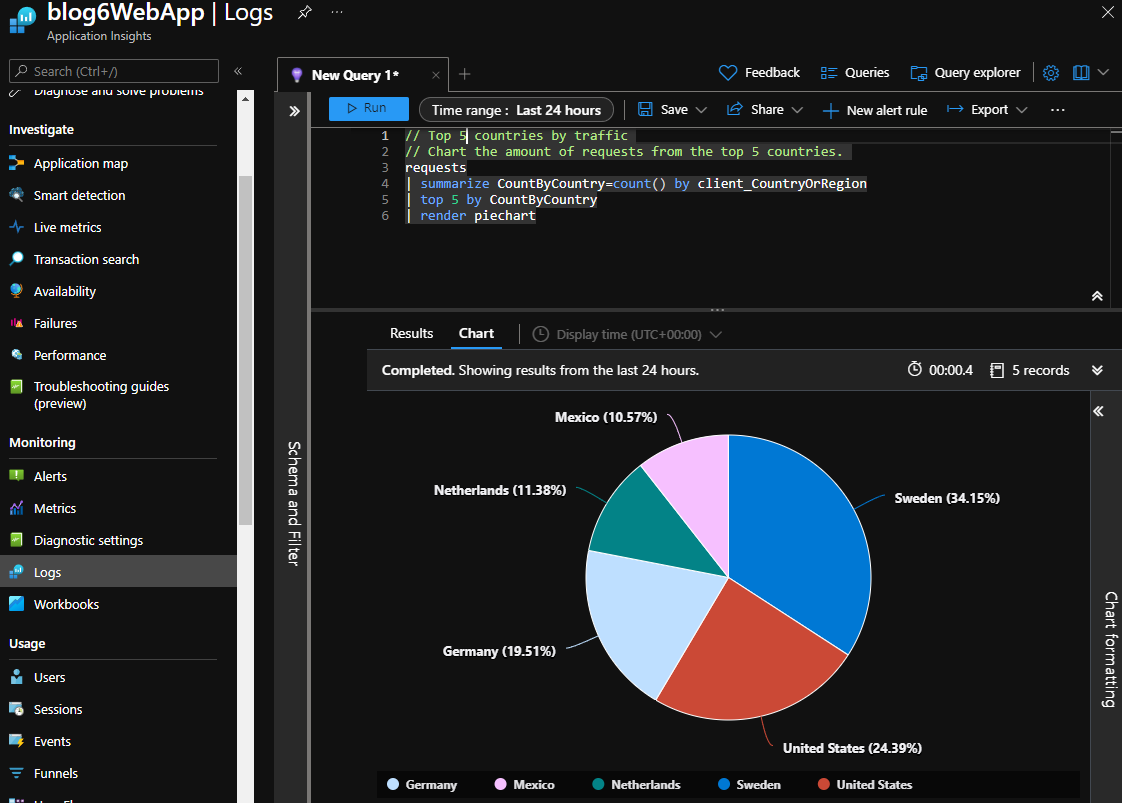 blog6WebApp | Logs
Application Insights
Search (Ctrl+/)
Diagnose and solve problems
Investigate
Application map
Smart detection
Live metrics
Transaction search
Availability
Failures
Performance
Troubleshooting guides
(preview)
Monitoring
Alerts
Metrics
Diagnostic settings
Logs
Workbooks
Usage
Users
Sessions
Events
Funnels
New Query 1*
Feedback
Queries
Query explorer
Run
Time range : Last 24 hours
Save
Share
New alert rule
Export
1 // Top 5 countries by traffic
2 // Chart the amount of requests from the top 5 countries.
3 requests
4 | summarize CountByCountry=count() by client_CountryOrRegion
5 | top 5 by CountByCountry
6 | render piechart
Schema and Filter
Results
Chart
Display time (UTC+00:00)
Completed. Showing results from the last 24 hours.
00:00.4
5 records
Mexico (10.57%)
Netherlands (11.38%)
Sweden (34.15%)
Germany (19.51%)
United States (24.39%)
Germany
Mexico
Netherlands
Sweden
United States
Chart formatting